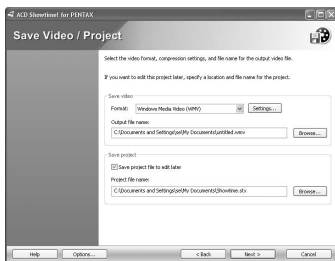 ACD Showtime! for PENTAX
Save Video / Project
Select the video format, compression settings, and file name for the output video file.
If you want to edit this project later, specify a location and file name for the project.
Save video
Format: Windows Media Video (WMV) Settings...
Output file name:
C:\Documents and Settings\se\My Documents\untitled.wmv Browse...
Save project
Save project file to edit later
Project file name:
C:\Documents and Settings\se\My Documents\Showtime.stx Browse...
Help Options... < Back Next > Cancel